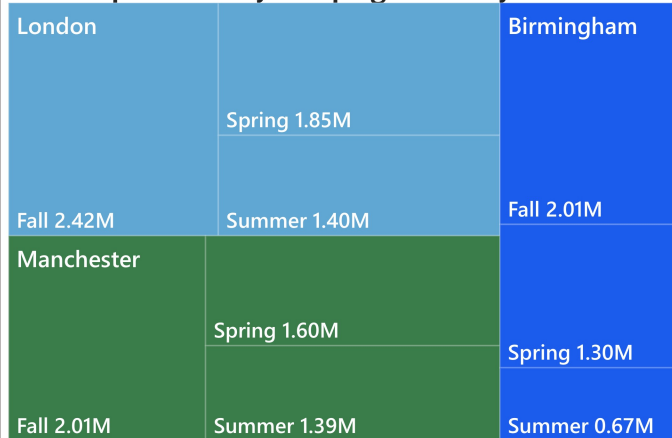 London
Spring 1.85M
Fall 2.42M
Summer 1.40M
Manchester
Spring 1.60M
Fall 2.01M
Summer 1.39M
Birmingham
Fall 2.01M
Spring 1.30M
Summer 0.67M